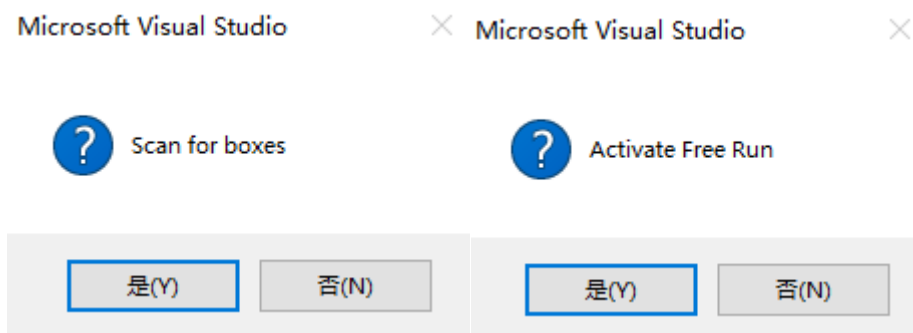 Microsoft Visual Studio
Scan for boxes
是(Y)
否(N)
Microsoft Visual Studio
Activate Free Run
是(Y)
否(N)